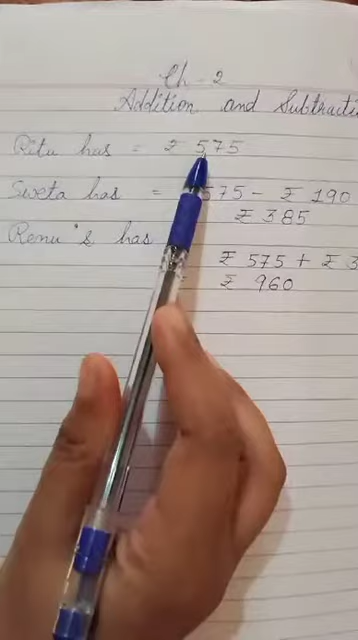 Ch - 2
Addition and Subtracti
Ritu has = ₹ 575
Sweta has = 575 - ₹ 190
₹ 385
Renu's has
₹ 575 + ₹ 3
₹ 960